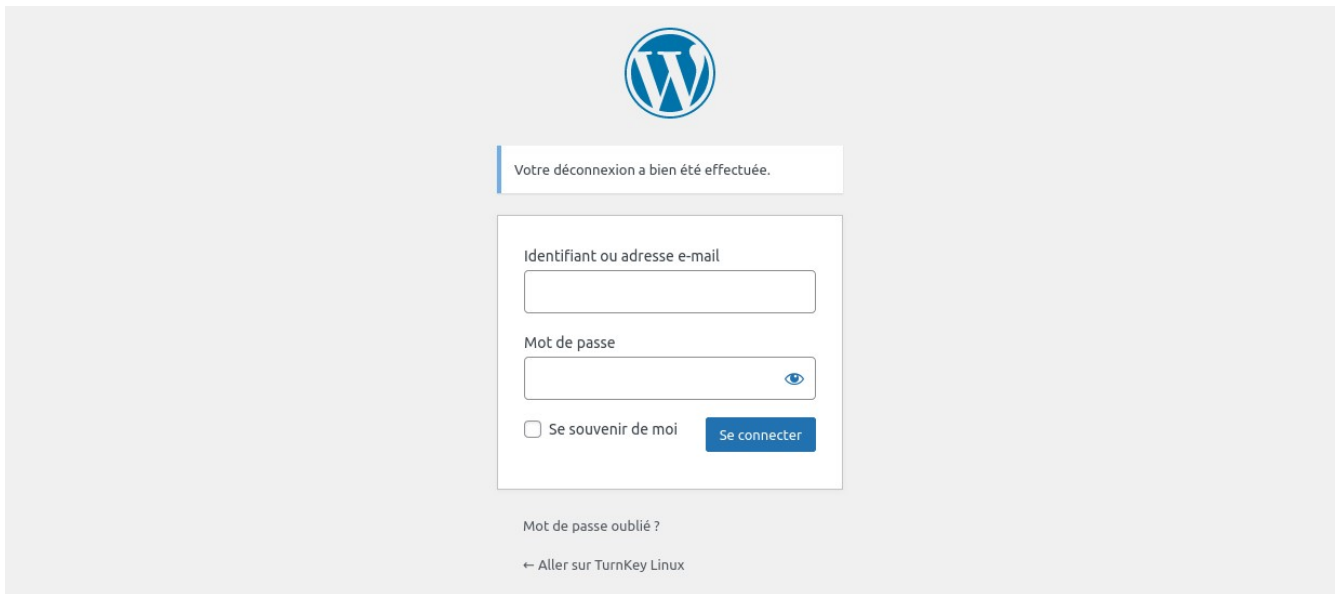 Votre déconnexion a bien été effectuée.
Identifiant ou adresse e-mail
Mot de passe
Se souvenir de moi
Se connecter
Mot de passe oublié ?
← Aller sur TurnKey Linux